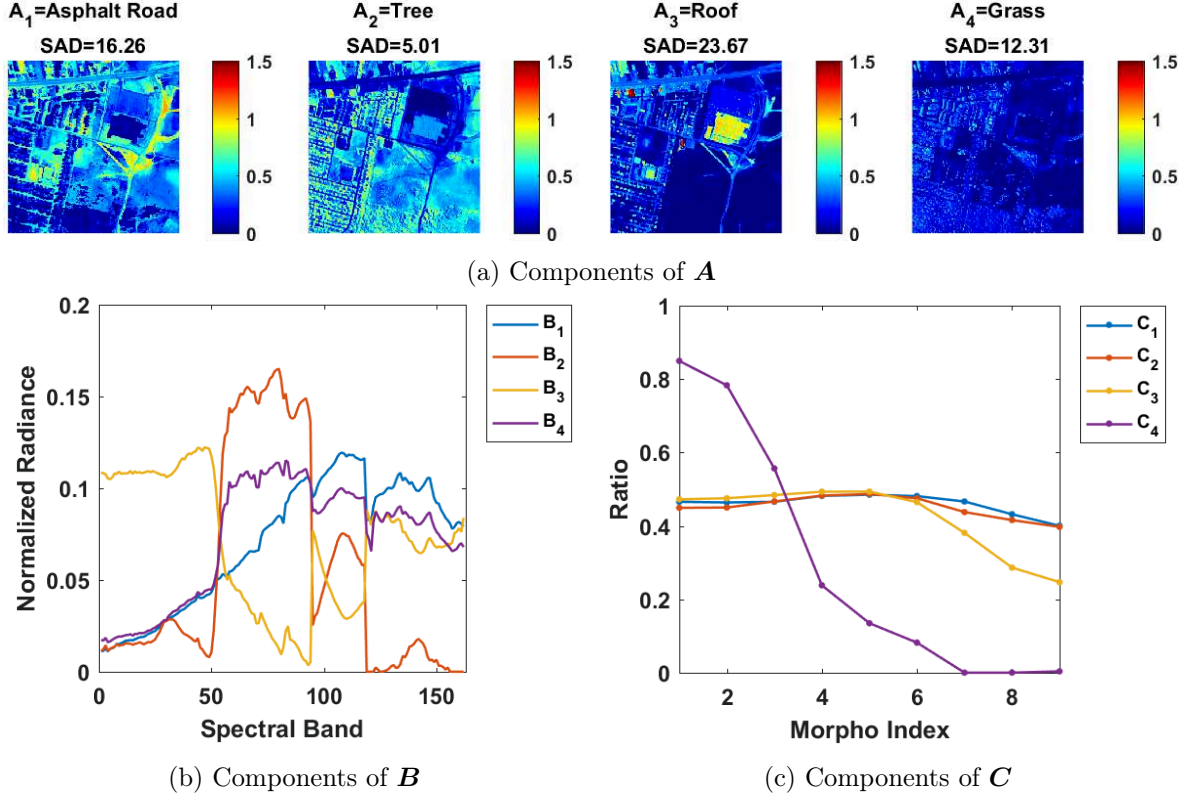 A1=Asphalt Road
SAD=16.26
A2=Tree
SAD=5.01
A3=Roof
SAD=23.67
A4=Grass
SAD=12.31
1.5
1
0.5
0
1.5
1
0.5
0
1.5
1
0.5
0
1.5
1
0.5
0
(a) Components of A
0.2
0.15
0.1
0.05
0
Normalized Radiance
0
50
100
150
Spectral Band
B1
B2
B3
B4
(b) Components of B
1
0.8
0.6
0.4
0.2
0
Ratio
2
4
6
8
Morpho Index
C1
C2
C3
C4
(c) Components of C